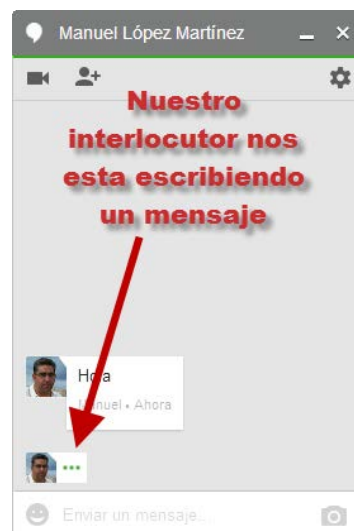 Manuel López Martínez
Nuestro
interlocutor nos
esta escribiendo
un mensaje
Hola
Manuel • Ahora
Enviar un mensaje...